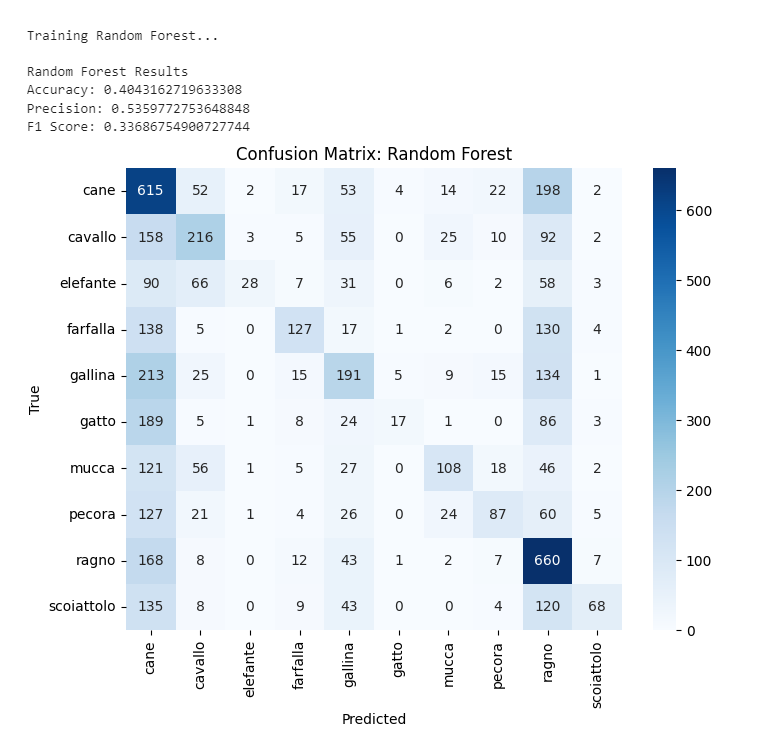 Training Random Forest...
Random Forest Results
Accuracy: 0.4043162719633308
Precision: 0.5359772753648848
F1 Score: 0.33686754900727744
Confusion Matrix: Random Forest
cane 615 52 2 17 53 4 14 22 198 2
cavallo 158 216 3 5 55 0 25 10 92 2
elefante 90 66 28 7 31 0 6 2 58 3
farfalla 138 5 0 127 17 1 2 0 130 4
gallina 213 25 0 15 191 5 9 15 134 1
gatto 189 5 1 8 24 17 1 0 86 3
mucca 121 56 1 5 27 0 108 18 46 2
pecora 127 21 1 4 26 0 24 87 60 5
ragno 168 8 0 12 43 1 2 7 660 7
scoiattolo 135 8 0 9 43 0 0 4 120 68
True
cane cavallo elefante farfalla gallina gatto mucca pecora ragno scoiattolo
Predicted
600
500
400
300
200
100
0